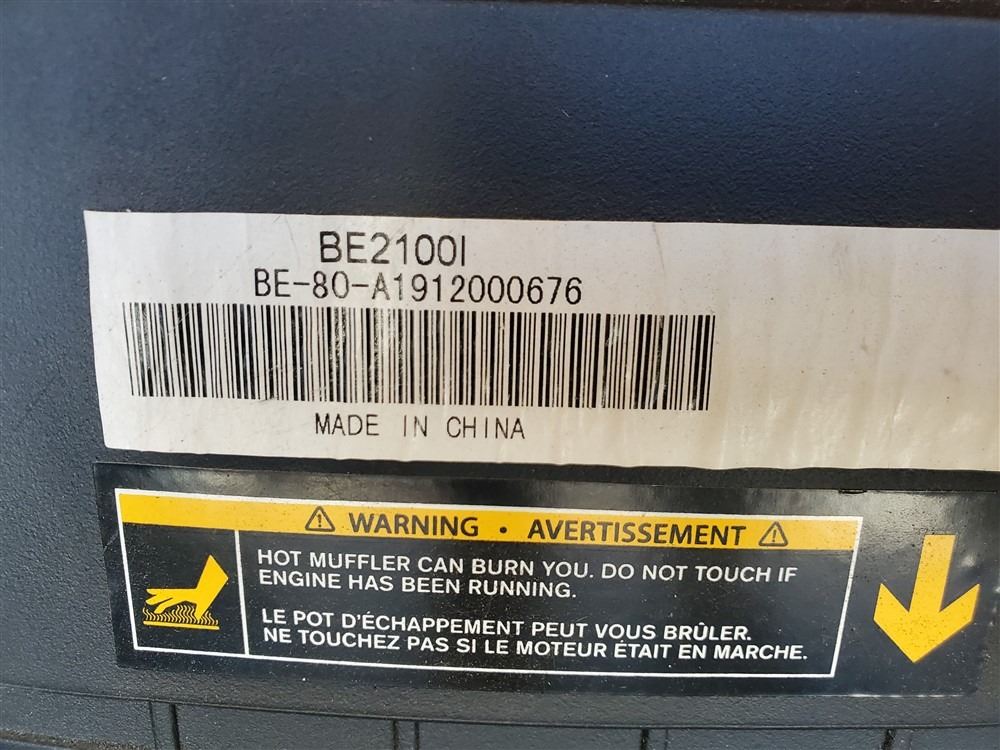 BE2100I
BE-80-A1912000676
MADE IN CHINA
WARNING · AVERTISSEMENT
HOT MUFFLER CAN BURN YOU. DO NOT TOUCH IF
ENGINE HAS BEEN RUNNING.
LE POT D'ÉCHAPPEMENT PEUT VOUS BRÛLER.
NE TOUCHEZ PAS SI LE MOTEUR ÉTAIT EN MARCHE.